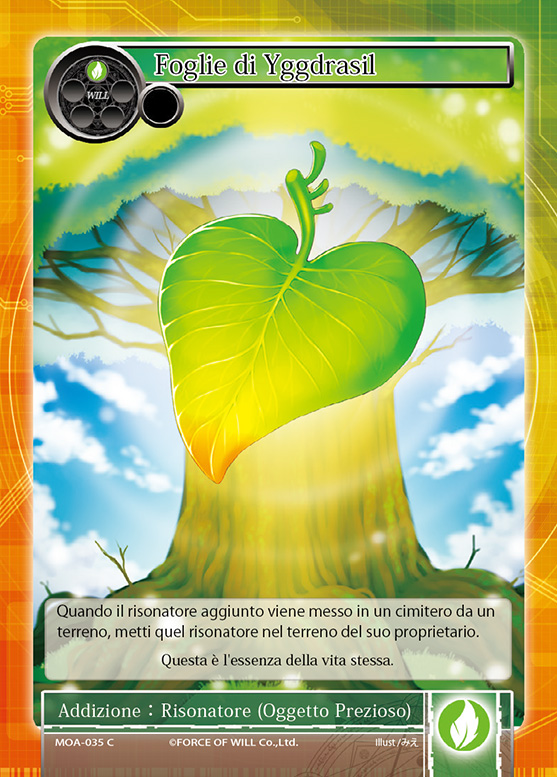 Foglie di Yggdrasil
WILL
Quando il risonatore aggiunto viene messo in un cimitero da un
terreno, metti quel risonatore nel terreno del suo proprietario.
Questa è l'essenza della vita stessa.
Addizione : Risonatore (Oggetto Prezioso)
MOA-035 C ©FORCE OF WILL Co.,Ltd. Illust /みえ